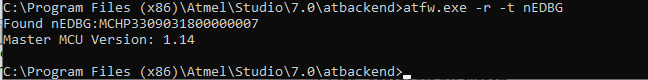 C:\Program Files (x86)\Atmel\Studio\7.0\atbackend>atfw.exe -r -t nEDBG
Found nEDBG:MCHP3309031800000007
Master MCU Version: 1.14
C:\Program Files (x86)\Atmel\Studio\7.0\atbackend>